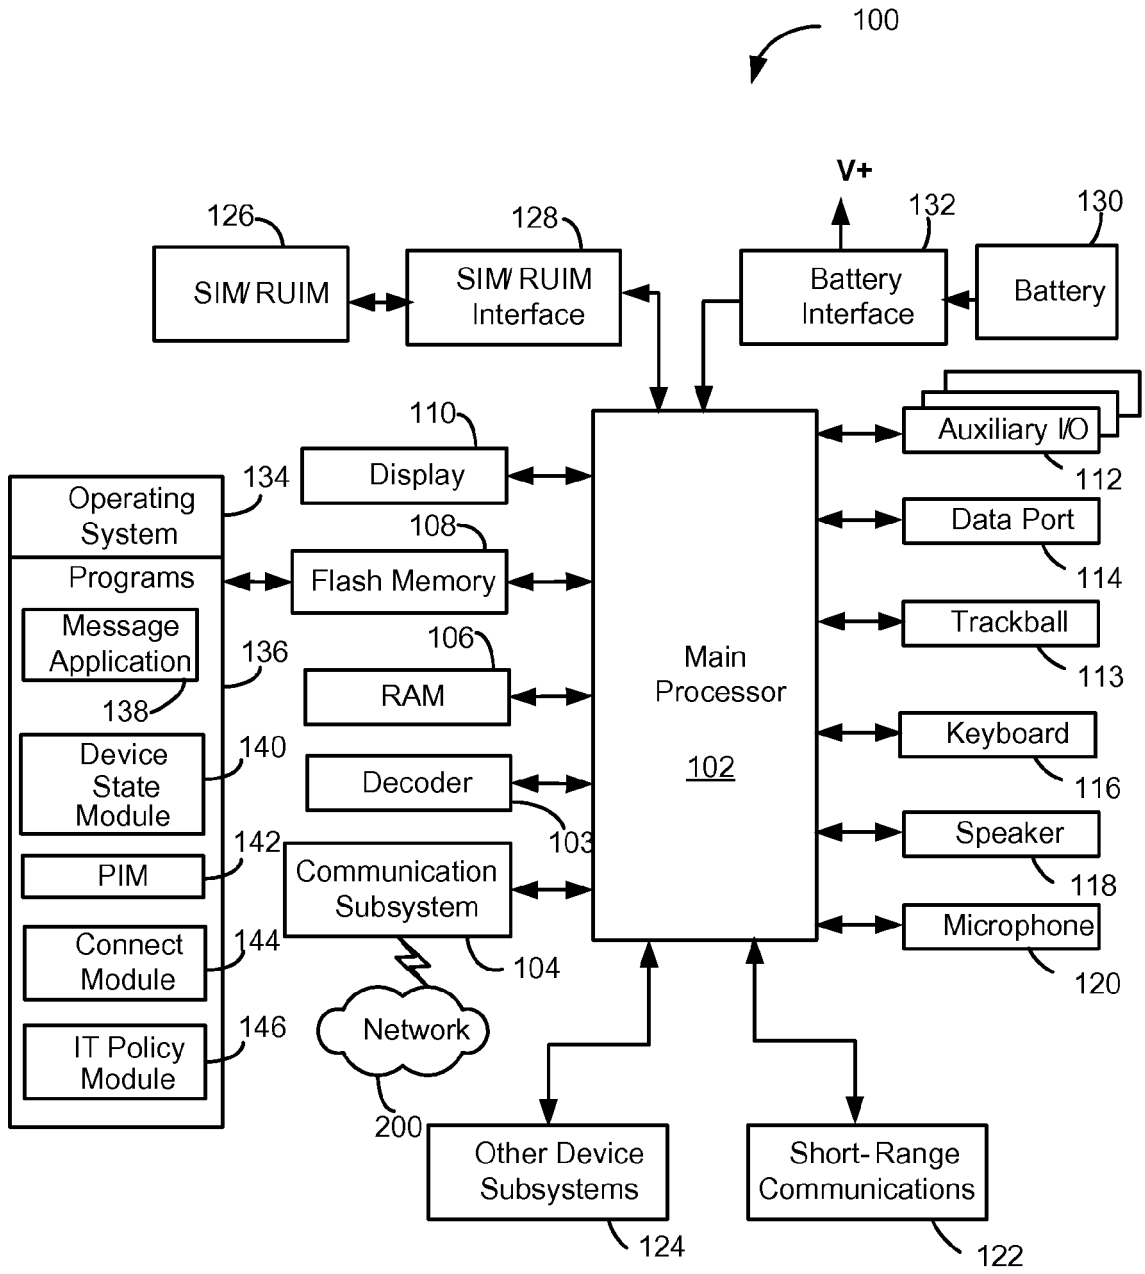 100
V+
126
128
132
130
SIM/RUIM
SIM/RUIM
Interface
Battery
Interface
Battery
110
Display
Auxiliary I/O
112
134
Operating
System
108
Flash Memory
Data Port
114
Programs
Message
Application
138
136
106
RAM
Trackball
113
Main
Processor
102
140
Device
State
Module
Decoder
103
Keyboard
116
142
PIM
Communication
Subsystem
104
Speaker
118
144
Connect
Module
Microphone
120
146
IT Policy
Module
Network
200
Other Device
Subsystems
124
Short-Range
Communications
122